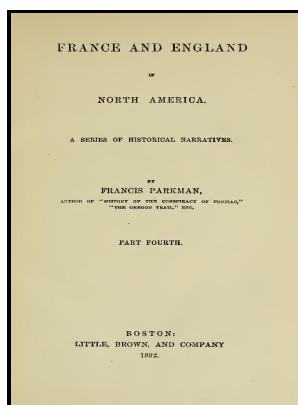 FRANCE AND ENGLAND
IN
NORTH AMERICA.
A SERIES OF HISTORICAL NARRATIVES.
BY
FRANCIS PARKMAN,
AUTHOR OF "HISTORY OF THE CONSPIRACY OF PONTIAC,"
"THE OREGON TRAIL," ETC.
PART FOURTH.
BOSTON:
LITTLE, BROWN, AND COMPANY
1892.